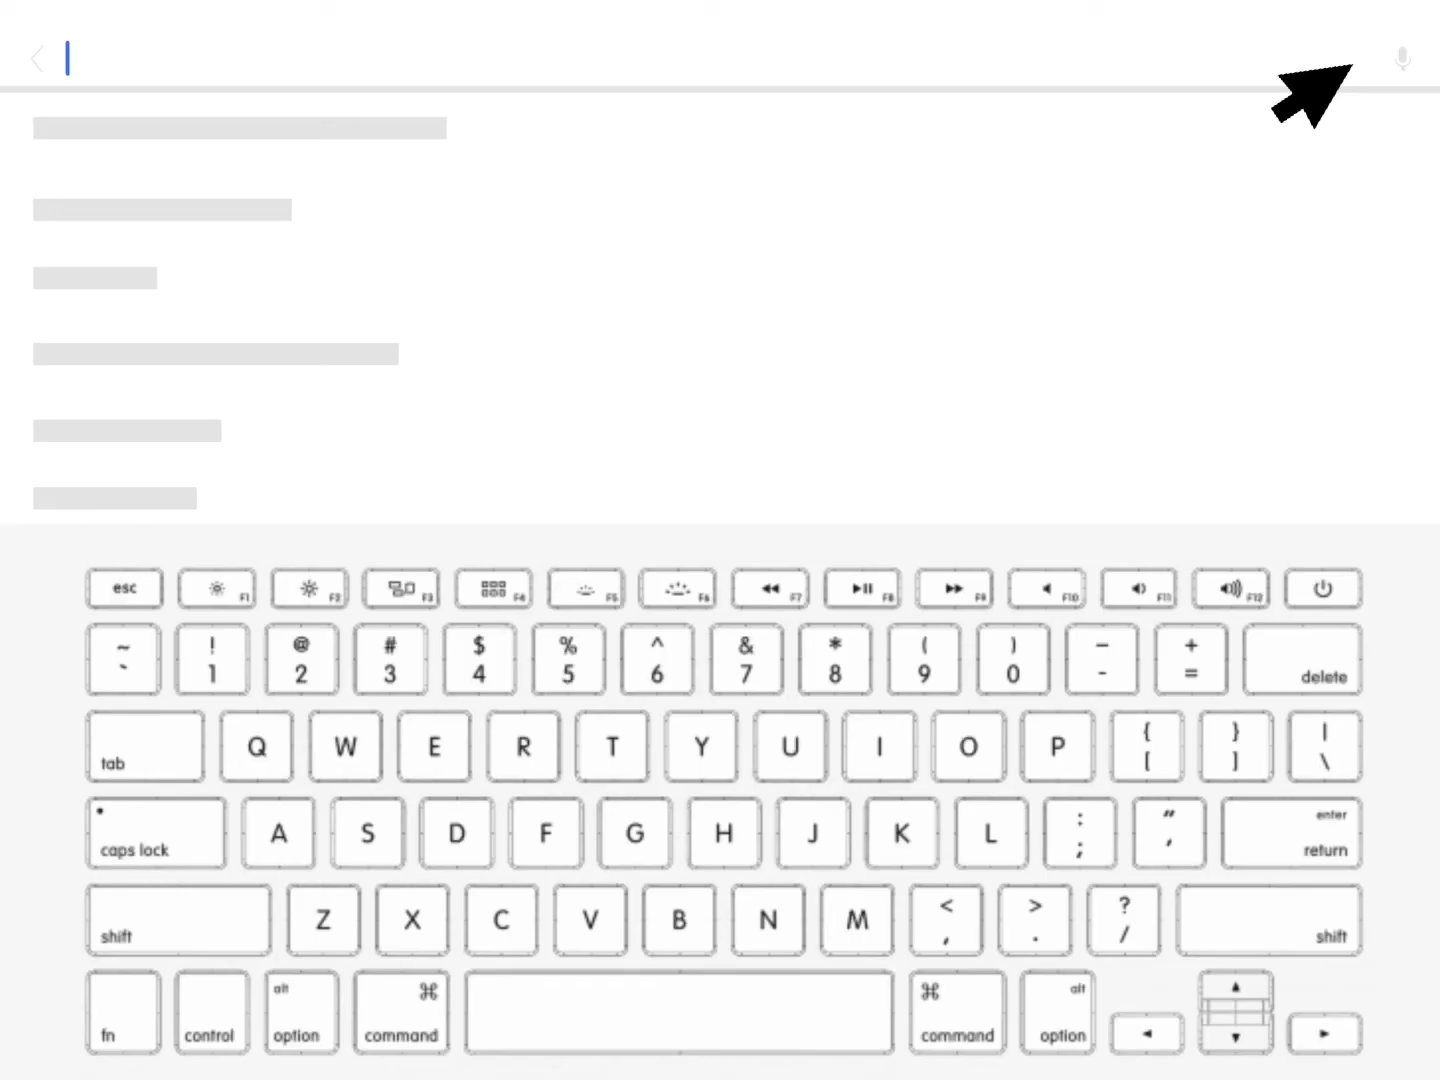 esc F1 F2 F3 F4 F5 F6 F7 F8 F9 F10 F11 F12
~ ! @ # $ % ^ & * ( ) – +
` 1 2 3 4 5 6 7 8 9 0 - = delete
tab Q W E R T Y U I O P { [ } ] | \
caps lock A S D F G H J K L : ; " ' enter return
shift Z X C V B N M < , > . ? / shift
fn control alt option ⌘ command ⌘ command alt option ◀ ▲ ▼ ▶